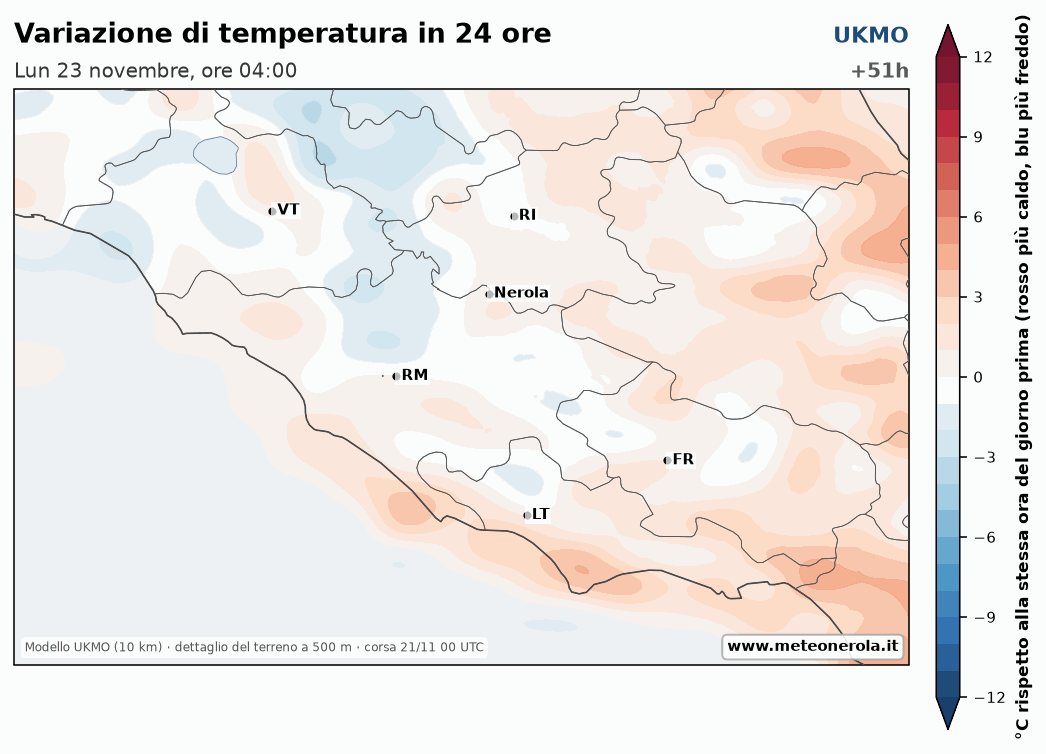 Variazione di temperatura in 24 ore
UKMO
Lun 23 novembre, ore 04:00
+51h
VT
RI
Nerola
RM
FR
LT
Modello UKMO (10 km) · dettaglio del terreno a 500 m · corsa 21/11 00 UTC
www.meteonerola.it
12
9
6
3
0
−3
−6
−9
−12
°C rispetto alla stessa ora del giorno prima (rosso più caldo, blu più freddo)